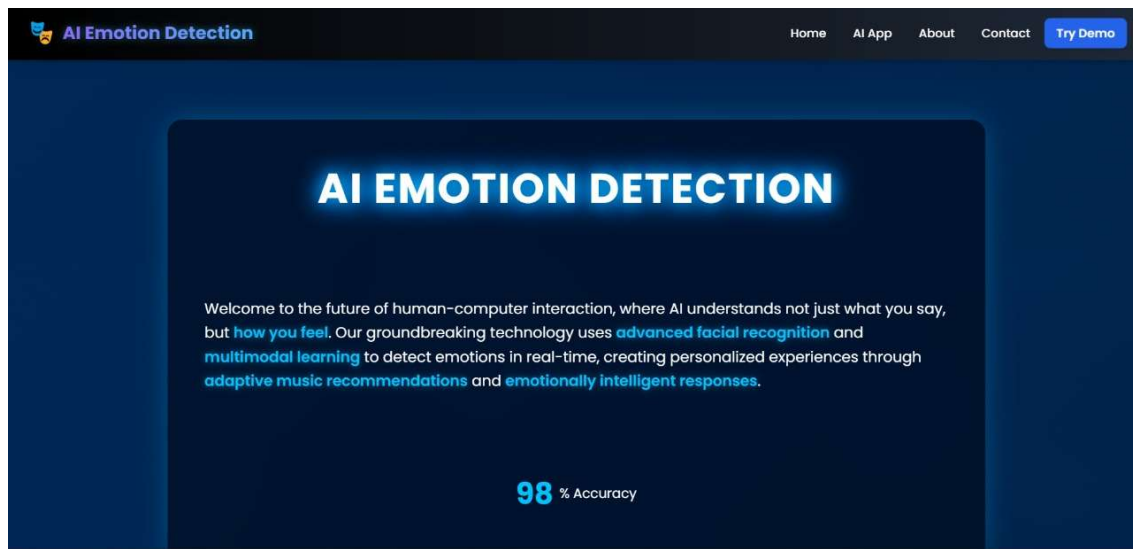 AI Emotion Detection
Home AI App About Contact Try Demo
AI EMOTION DETECTION
Welcome to the future of human-computer interaction, where AI understands not just what you say,
but how you feel. Our groundbreaking technology uses advanced facial recognition and
multimodal learning to detect emotions in real-time, creating personalized experiences through
adaptive music recommendations and emotionally intelligent responses.
98 % Accuracy